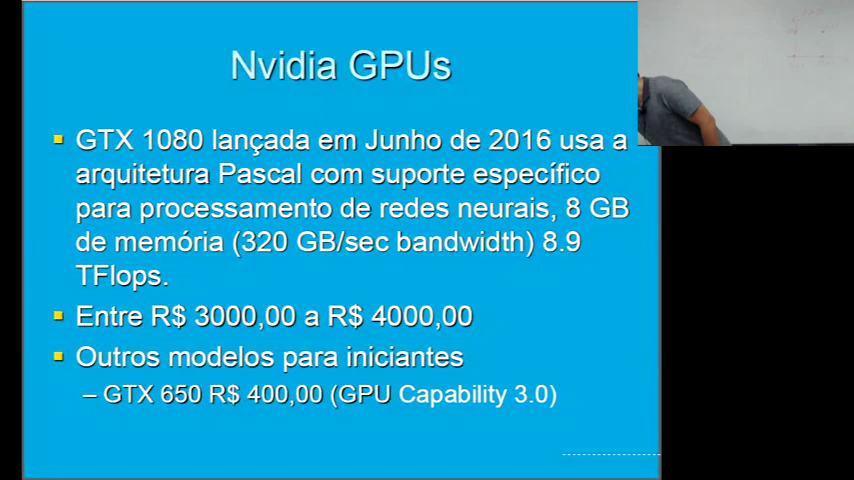 Nvidia GPUs
GTX 1080 lançada em Junho de 2016 usa a
arquitetura Pascal com suporte específico
para processamento de redes neurais, 8 GB
de memória (320 GB/sec bandwidth) 8.9
TFlops.
Entre R$ 3000,00 a R$ 4000,00
Outros modelos para iniciantes
– GTX 650 R$ 400,00 (GPU Capability 3.0)